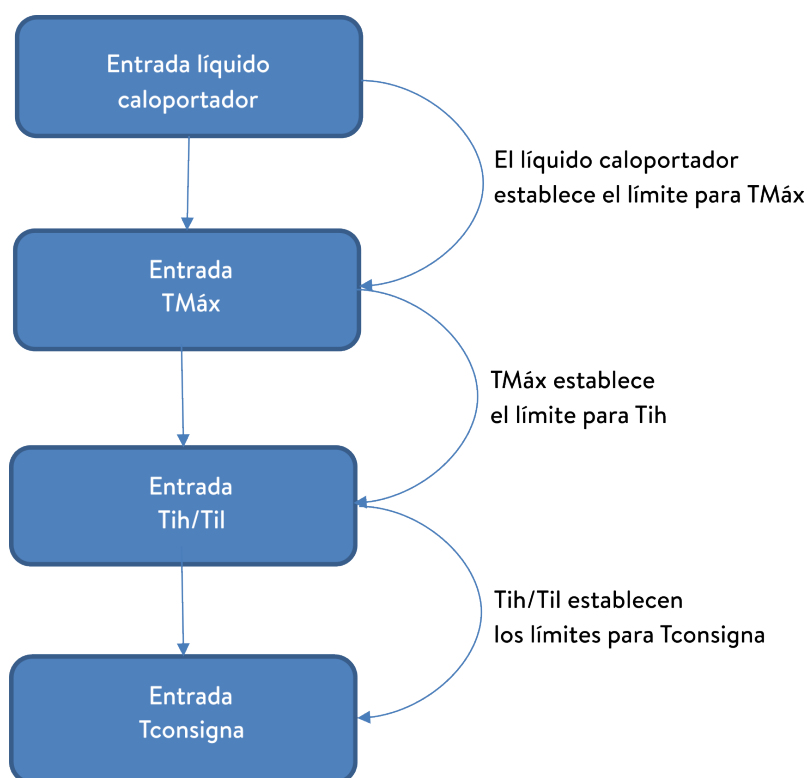 Entrada líquido
caloportador
El líquido caloportador
establece el límite para TMáx
Entrada
TMáx
TMáx establece
el límite para Tih
Entrada
Tih/Til
Tih/Til establecen
los límites para Tconsigna
Entrada
Tconsigna